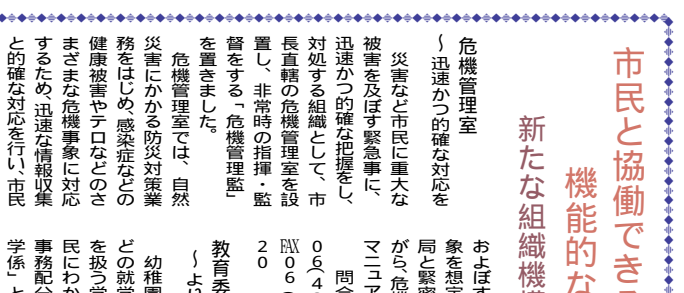 市民と協働できる
機能的な
新たな組織機構
危機管理室
～迅速かつ的確な対応を
災害など市民に重大な
被害を及ぼす緊急事に、
迅速かつ的確な把握をし、
対処する組織として、市
長直轄の危機管理室を設
置し、非常時の指揮・監
督をする「危機管理監」
を置きました。
危機管理室では、自然
災害にかかる防災対策業
務をはじめ、感染症などの
健康被害やテロなどのさ
まざまな危機事象に対応
するため、迅速な情報収集
と的確な対応を行い、市民
およぼす
象を想定
局と緊密
がら、危機
マニュア
問合
06(4
FAX06(
20
教育委
～よい
幼稚園
どの就学
を扱う学
民にわか
事務配分
学係」と